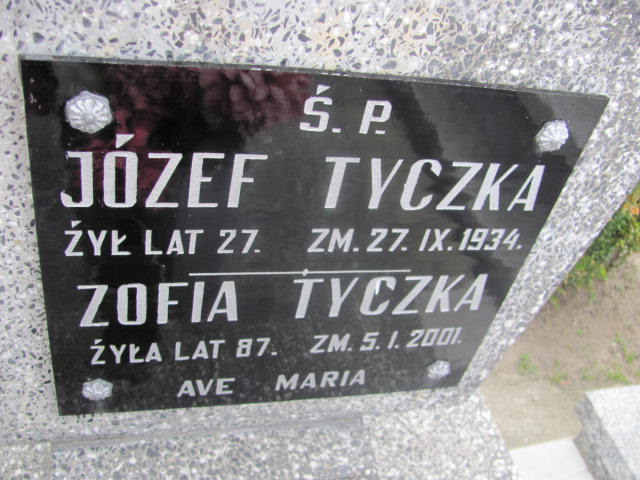 Ś. P.
JÓZEF TYCZKA
ŻYŁ LAT 27. ZM. 27. IX. 1934.
ZOFIA TYCZKA
ŻYŁA LAT 87. ZM. 5. I. 2001.
AVE MARIA